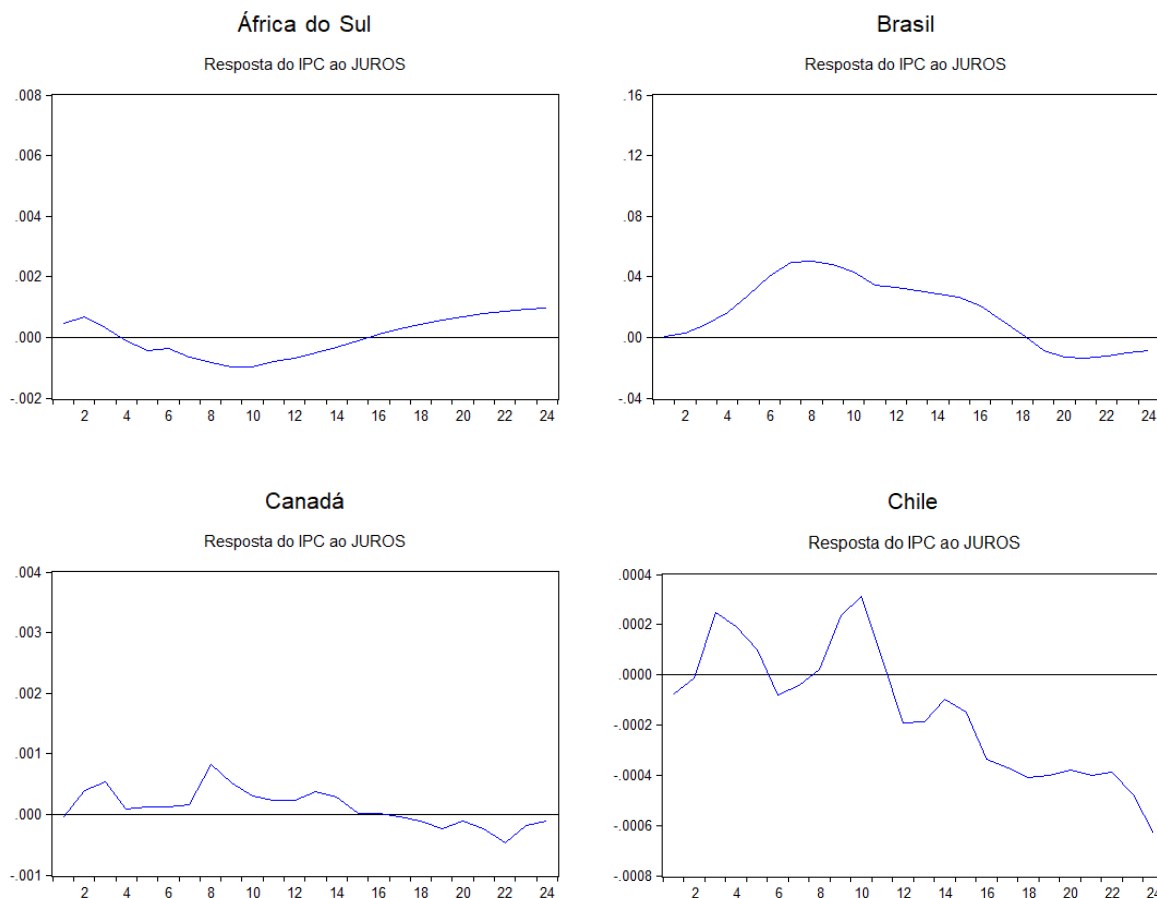 África do Sul
Resposta do IPC ao JUROS
.008
.006
.004
.002
.000
-.002
2 4 6 8 10 12 14 16 18 20 22 24
Brasil
Resposta do IPC ao JUROS
.16
.12
.08
.04
.00
-.04
2 4 6 8 10 12 14 16 18 20 22 24
Canadá
Resposta do IPC ao JUROS
.004
.003
.002
.001
.000
-.001
2 4 6 8 10 12 14 16 18 20 22 24
Chile
Resposta do IPC ao JUROS
.0004
.0002
.0000
-.0002
-.0004
-.0006
-.0008
2 4 6 8 10 12 14 16 18 20 22 24